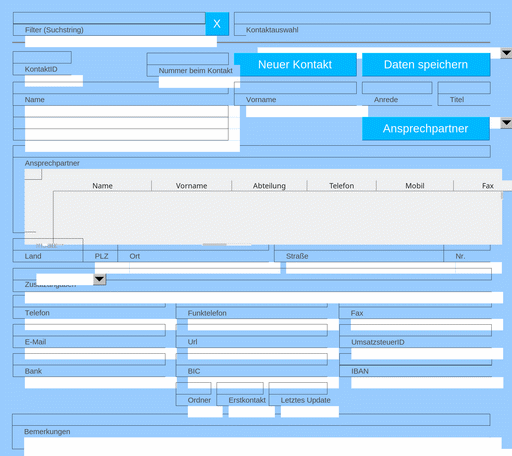 X
Filter (Suchstring) Kontaktauswahl
Neuer Kontakt Daten speichern
KontaktID Nummer beim Kontakt
Name Vorname Anrede Titel
Ansprechpartner
Ansprechpartner
Name Vorname Abteilung Telefon Mobil Fax
Land PLZ Ort Straße Nr.
Telefon Funktelefon Fax
E-Mail Url UmsatzsteuerID
Bank BIC IBAN
Ordner Erstkontakt Letztes Update
Bemerkungen